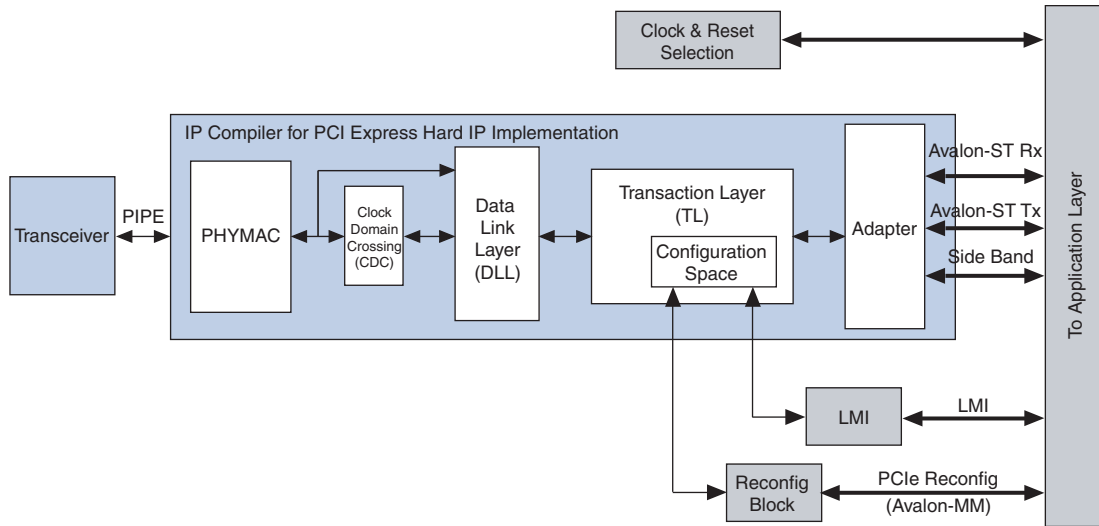 Clock & Reset
Selection
IP Compiler for PCI Express Hard IP Implementation
Transceiver
PIPE
PHYMAC
Clock
Domain
Crossing
(CDC)
Data
Link
Layer
(DLL)
Transaction Layer
(TL)
Configuration
Space
Adapter
Avalon-ST Rx
Avalon-ST Tx
Side Band
To Application Layer
LMI
LMI
Reconfig
Block
PCIe Reconfig
(Avalon-MM)